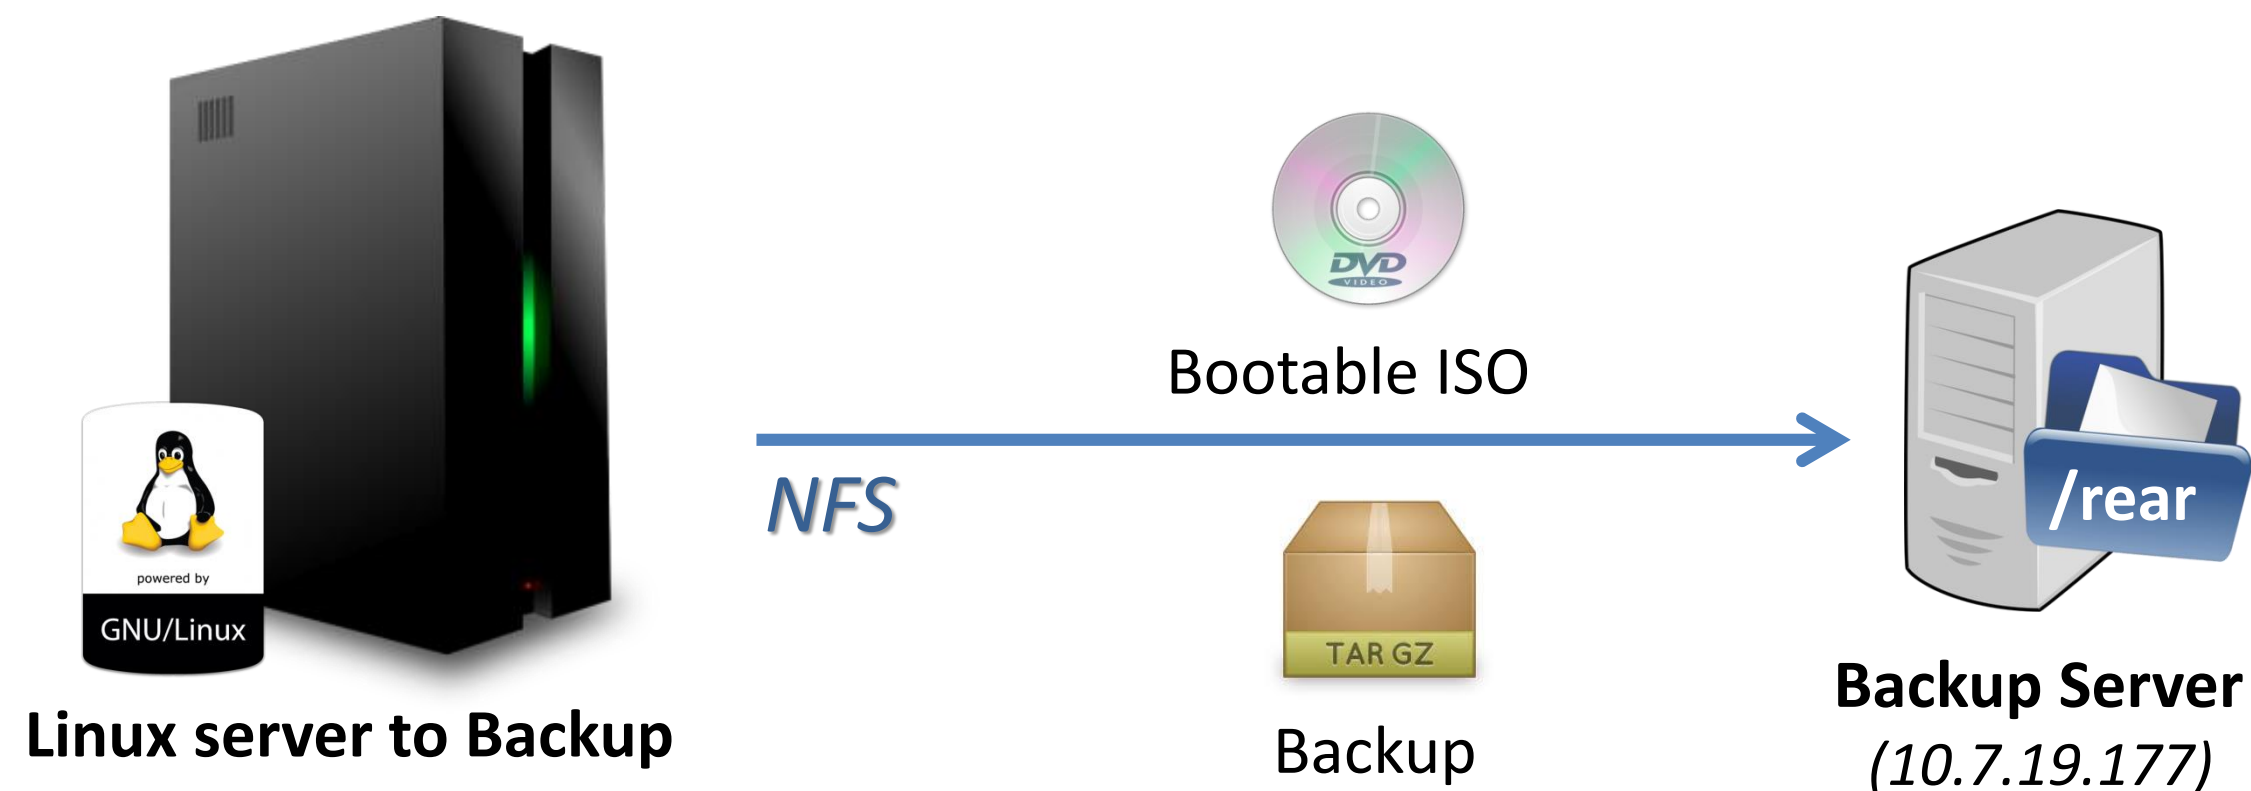 DVD
VIDEO
Bootable ISO
NFS
/rear
powered by
GNU/Linux
TAR GZ
Linux server to Backup
Backup
Backup Server
(10.7.19.177)